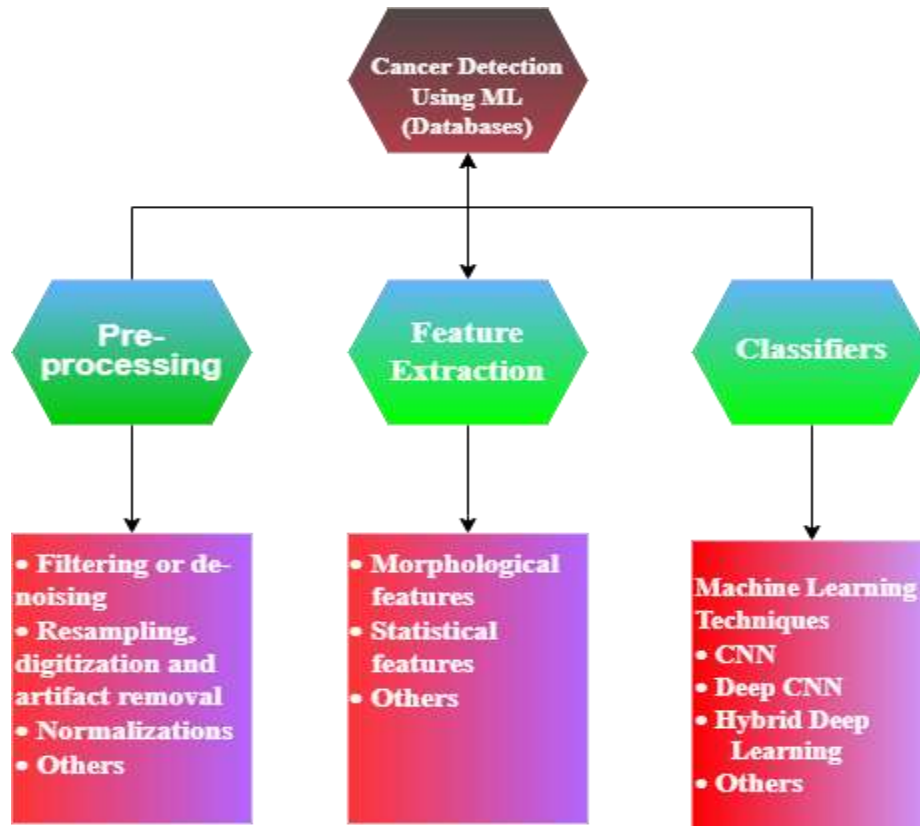 Cancer Detection
Using ML
(Databases)
Pre-
processing
Feature
Extraction
Classifiers
• Filtering or de-
noising
• Resampling,
digitization and
artifact removal
• Normalizations
• Others
• Morphological
features
• Statistical
features
• Others
Machine Learning
Techniques
• CNN
• Deep CNN
• Hybrid Deep
Learning
• Others